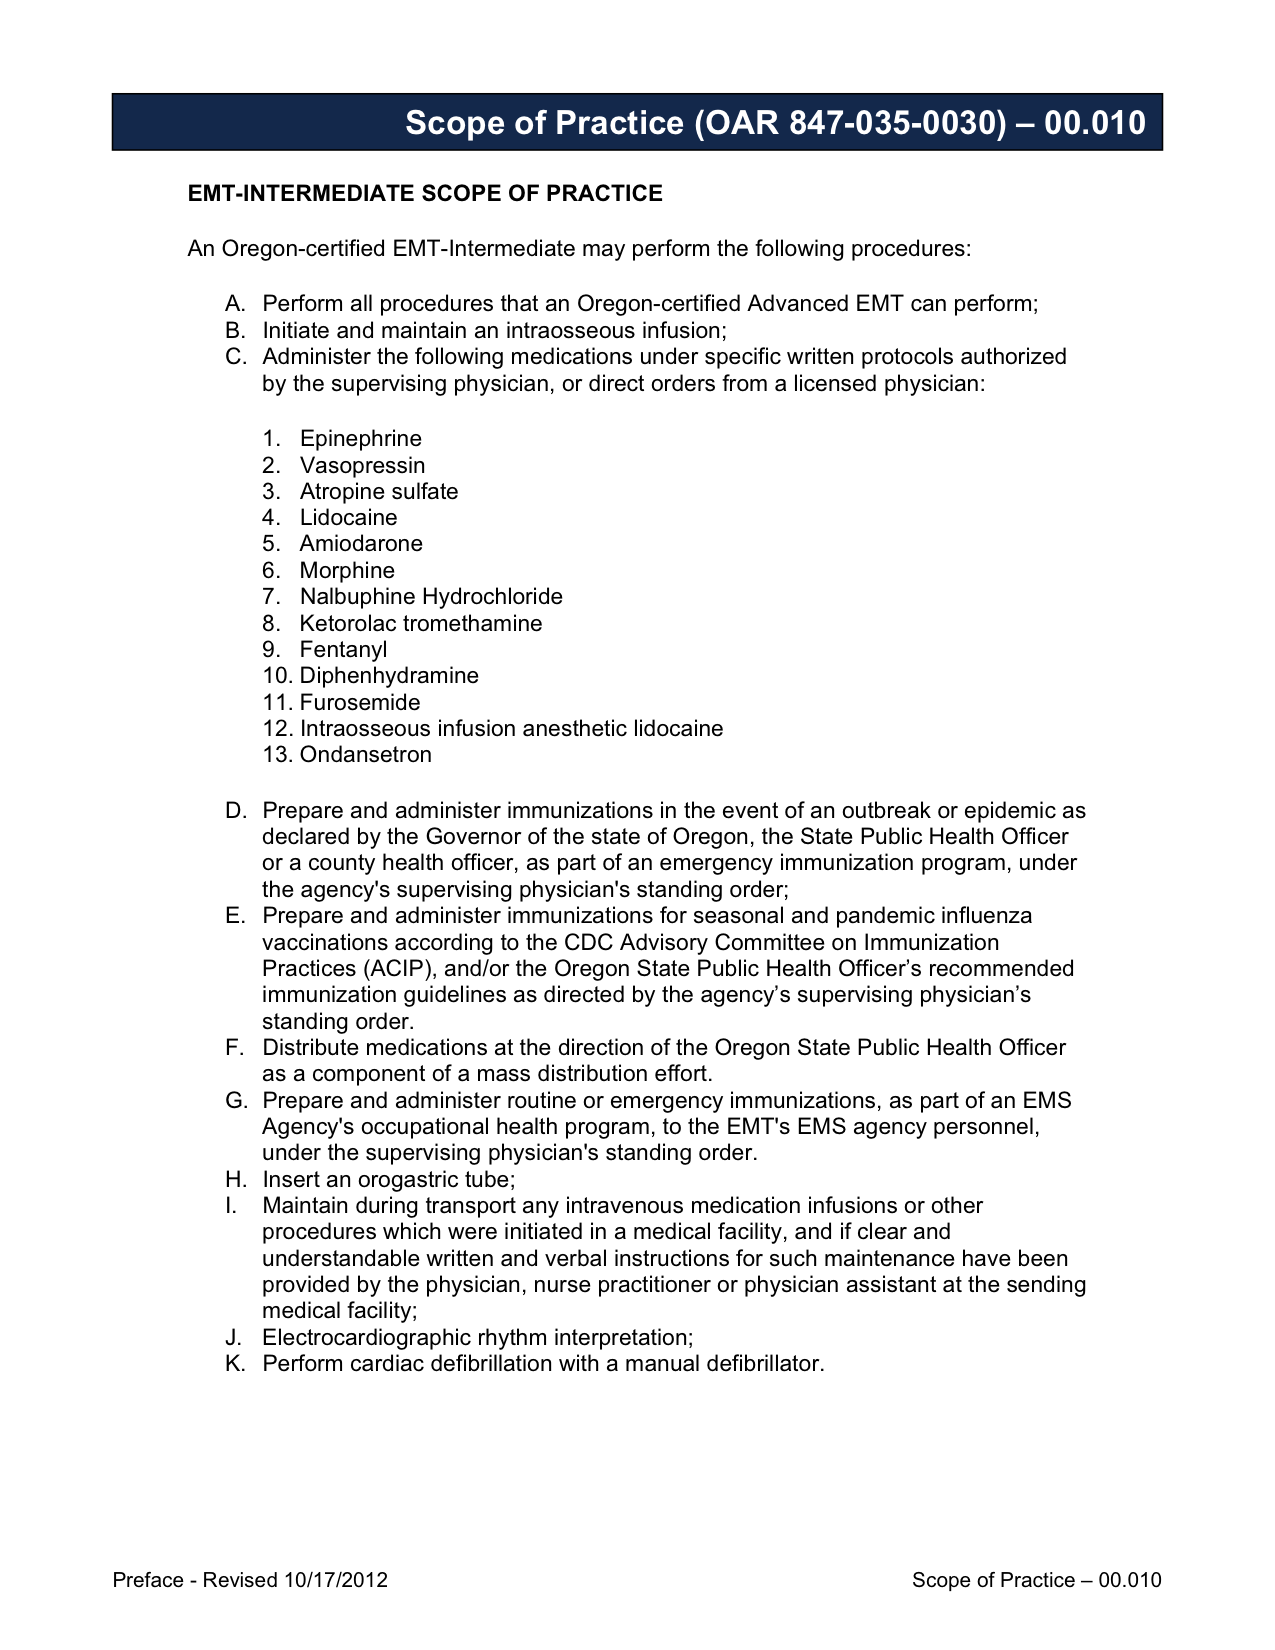 Scope of Practice (OAR 847-035-0030) – 00.010
EMT-INTERMEDIATE SCOPE OF PRACTICE
An Oregon-certified EMT-Intermediate may perform the following procedures:
A. Perform all procedures that an Oregon-certified Advanced EMT can perform;
B. Initiate and maintain an intraosseous infusion;
C. Administer the following medications under specific written protocols authorized
by the supervising physician, or direct orders from a licensed physician:
1. Epinephrine
2. Vasopressin
3. Atropine sulfate
4. Lidocaine
5. Amiodarone
6. Morphine
7. Nalbuphine Hydrochloride
8. Ketorolac tromethamine
9. Fentanyl
10. Diphenhydramine
11. Furosemide
12. Intraosseous infusion anesthetic lidocaine
13. Ondansetron
D. Prepare and administer immunizations in the event of an outbreak or epidemic as
declared by the Governor of the state of Oregon, the State Public Health Officer
or a county health officer, as part of an emergency immunization program, under
the agency's supervising physician's standing order;
E. Prepare and administer immunizations for seasonal and pandemic influenza
vaccinations according to the CDC Advisory Committee on Immunization
Practices (ACIP), and/or the Oregon State Public Health Officer’s recommended
immunization guidelines as directed by the agency’s supervising physician’s
standing order.
F. Distribute medications at the direction of the Oregon State Public Health Officer
as a component of a mass distribution effort.
G. Prepare and administer routine or emergency immunizations, as part of an EMS
Agency's occupational health program, to the EMT's EMS agency personnel,
under the supervising physician's standing order.
H. Insert an orogastric tube;
I. Maintain during transport any intravenous medication infusions or other
procedures which were initiated in a medical facility, and if clear and
understandable written and verbal instructions for such maintenance have been
provided by the physician, nurse practitioner or physician assistant at the sending
medical facility;
J. Electrocardiographic rhythm interpretation;
K. Perform cardiac defibrillation with a manual defibrillator.
Preface - Revised 10/17/2012 Scope of Practice – 00.010